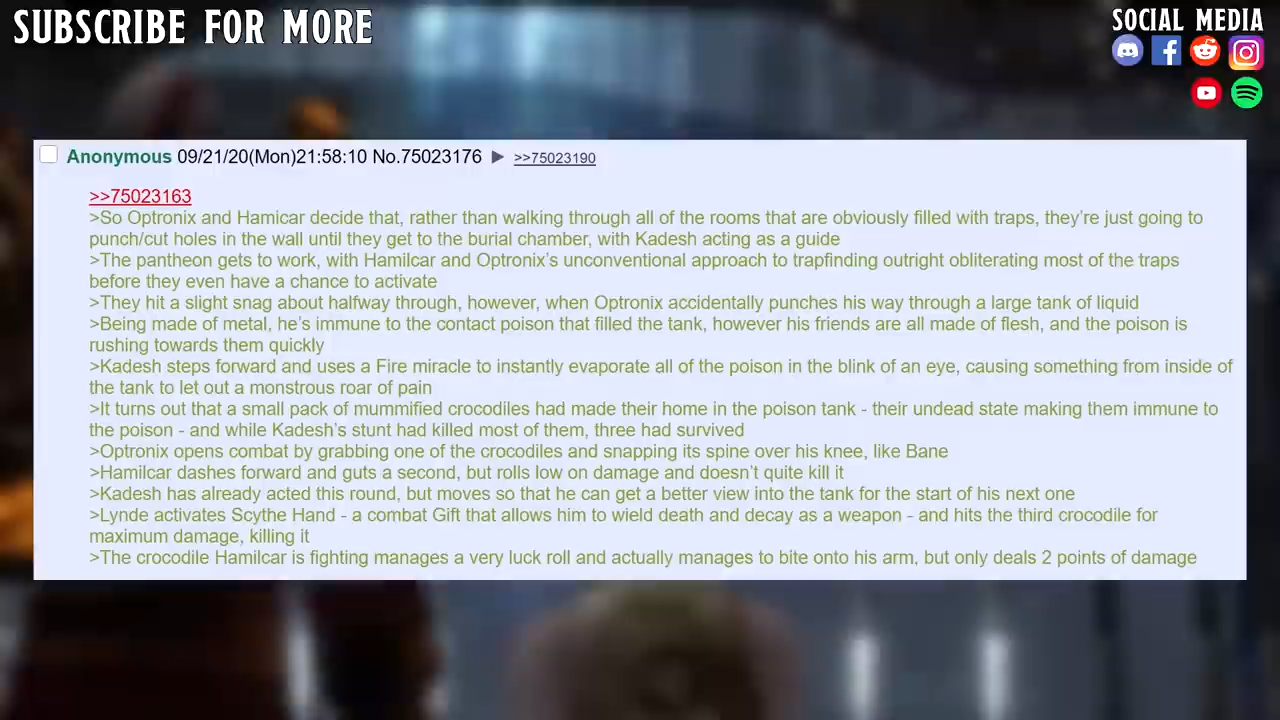 SUBSCRIBE FOR MORE
SOCIAL MEDIA
Anonymous 09/21/20(Mon)21:58:10 No.75023176 ▶ >>75023190
>>75023163
>So Optronix and Hamicar decide that, rather than walking through all of the rooms that are obviously filled with traps, they're just going to
punch/cut holes in the wall until they get to the burial chamber, with Kadesh acting as a guide
>The pantheon gets to work, with Hamilcar and Optronix's unconventional approach to trapfinding outright obliterating most of the traps
before they even have a chance to activate
>They hit a slight snag about halfway through, however, when Optronix accidentally punches his way through a large tank of liquid
>Being made of metal, he's immune to the contact poison that filled the tank, however his friends are all made of flesh, and the poison is
rushing towards them quickly
>Kadesh steps forward and uses a Fire miracle to instantly evaporate all of the poison in the blink of an eye, causing something from inside of
the tank to let out a monstrous roar of pain
>It turns out that a small pack of mummified crocodiles had made their home in the poison tank - their undead state making them immune to
the poison - and while Kadesh's stunt had killed most of them, three had survived
>Optronix opens combat by grabbing one of the crocodiles and snapping its spine over his knee, like Bane
>Hamilcar dashes forward and guts a second, but rolls low on damage and doesn't quite kill it
>Kadesh has already acted this round, but moves so that he can get a better view into the tank for the start of his next one
>Lynde activates Scythe Hand - a combat Gift that allows him to wield death and decay as a weapon - and hits the third crocodile for
maximum damage, killing it
>The crocodile Hamilcar is fighting manages a very luck roll and actually manages to bite onto his arm, but only deals 2 points of damage